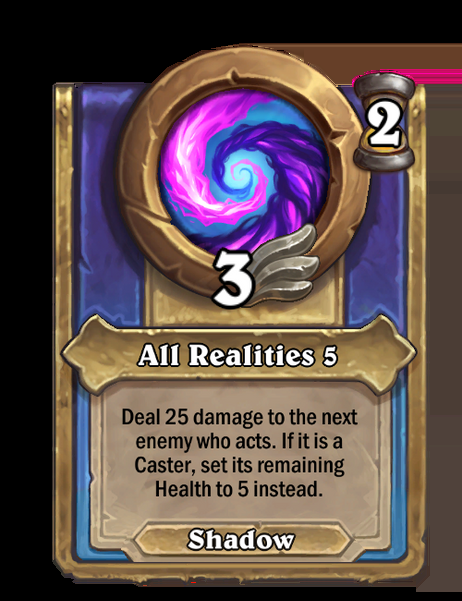 2
3
All Realities 5
Deal 25 damage to the next
enemy who acts. If it is a
Caster, set its remaining
Health to 5 instead.
Shadow